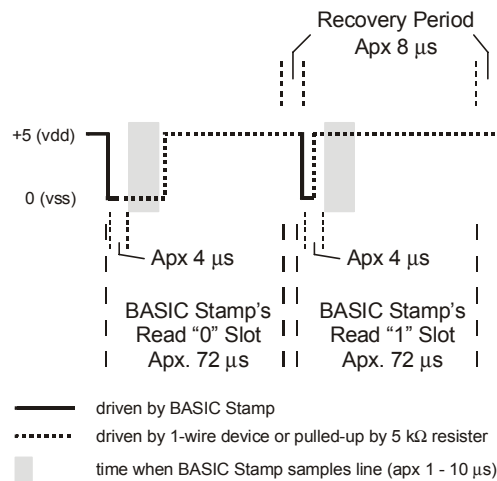 Recovery Period
Apx 8 μs
+5 (vdd)
0 (vss)
Apx 4 μs
Apx 4 μs
BASIC Stamp's
Read “0” Slot
Apx. 72 μs
BASIC Stamp's
Read “1” Slot
Apx. 72 μs
driven by BASIC Stamp
driven by 1-wire device or pulled-up by 5 kΩ resister
time when BASIC Stamp samples line (apx 1 - 10 μs)